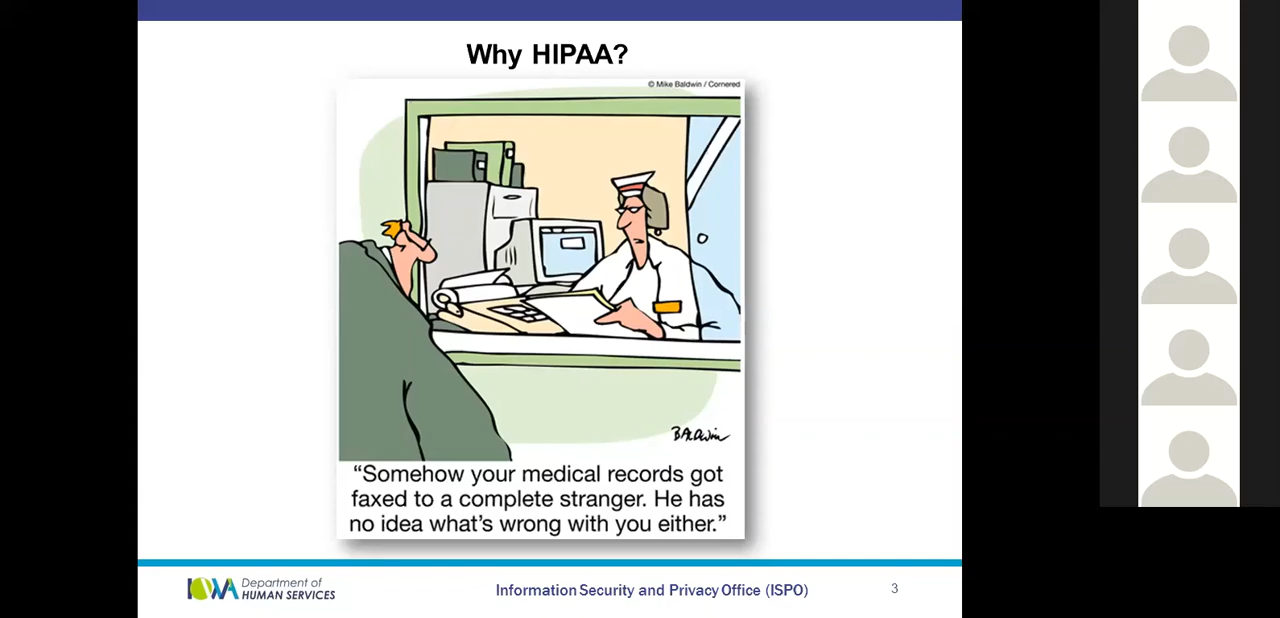 Why HIPAA?
© Mike Baldwin / Cornered
BALDWIN
“Somehow your medical records got
faxed to a complete stranger. He has
no idea what’s wrong with you either.”
IOWA Department of
HUMAN SERVICES
Information Security and Privacy Office (ISPO)
3